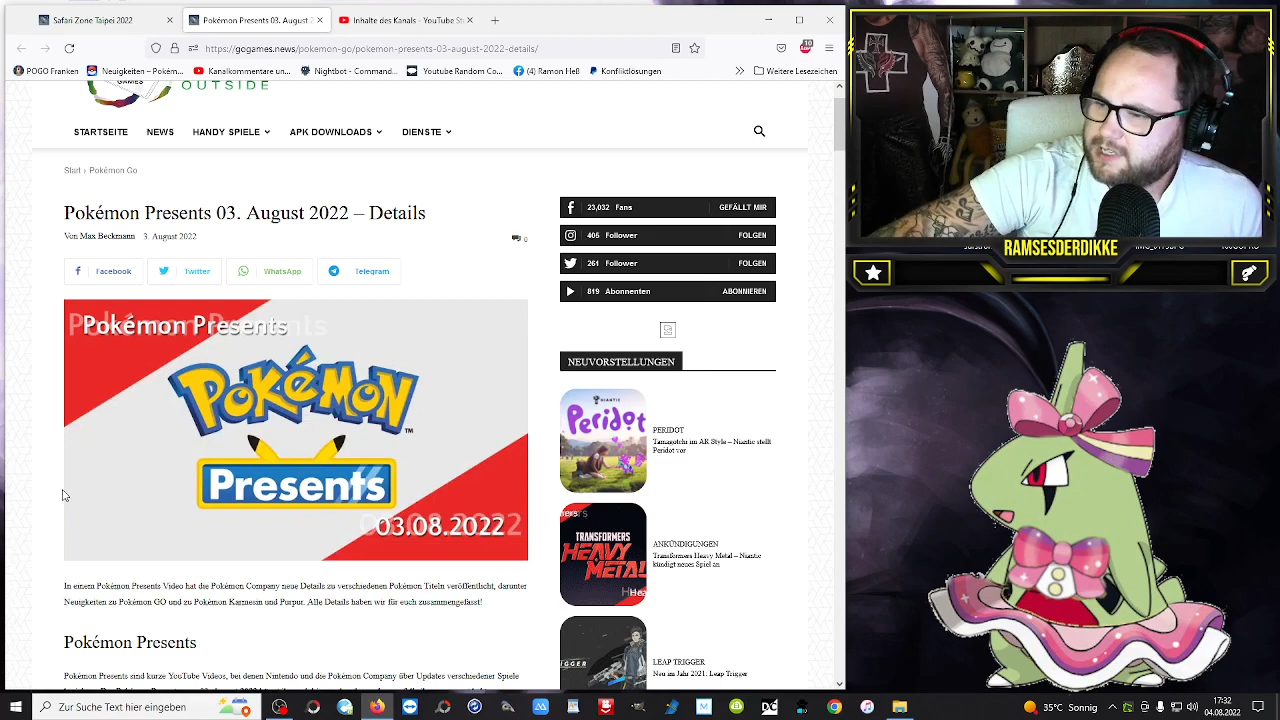 Safari Zone Taipei 2022
Pokémon Presents 03. August
Inhalte des Pokémon YouTube St
https://gogames.run/pokemon-go/pokemon-presents-03-august-2022-details
10
POGO Franken
Neuigkeiten – Pokém...
Kanalkommentare...
Nightbot - Command...
Youtube Random Co...
(4) Ramon Heß
Konfliktlösungen
Weitere Lesezeichen
OUTSIDE
STARTSEITE
NEWS
HANDY SPIELE
APK DOWNLOADS
DIENSTE
Start › Pokémon Go
Pokémon Presents 03. August 2022 – Details
Von Max Beckmann
August 2022
0
Facebook
Twitter
WhatsApp
Telegram
Pokémon Presents
POKéMON
TM
Presents
03.08.2022
In einem Pokémon Presents Video hat die Pokémon Company neue Details zu verschiedenen Pokémon Titeln veröffentlicht, darunter
Neuigkeiten zu Pokémon GO und zu Pokémon Karmesin und Purpur. Alle Details haben wir für euch zusammengefasst!
Pokémon Presents
23,032 Fans
GEFÄLLT MIR
405 Follower
FOLGEN
261 Follower
FOLGEN
819 Abonnenten
ABONNIEREN
NEUVORSTELLUNGEN
NIANTIC
Peridot
PERIDOT
Tamagotchi im AR Style – Niantic stellt
Peridot vor
TRANSFORMERS
HEAVY
METAL
ANKÜNDIGUNGEN
Transformers Heavy Metal – Niantic
kündigt neues Spiel an
LEAP TRIGGER
Neu im Jahr 2021: Leap Trigger
RAMSESDERDIKKE
Zur Suche Text hier eingeben
35°C Sonnig
17:32
04.08.2022